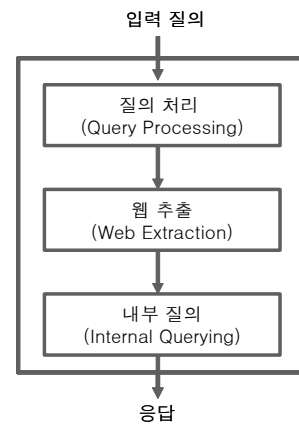 입력 질의
질의 처리
(Query Processing)
웹 추출
(Web Extraction)
내부 질의
(Internal Querying)
응답